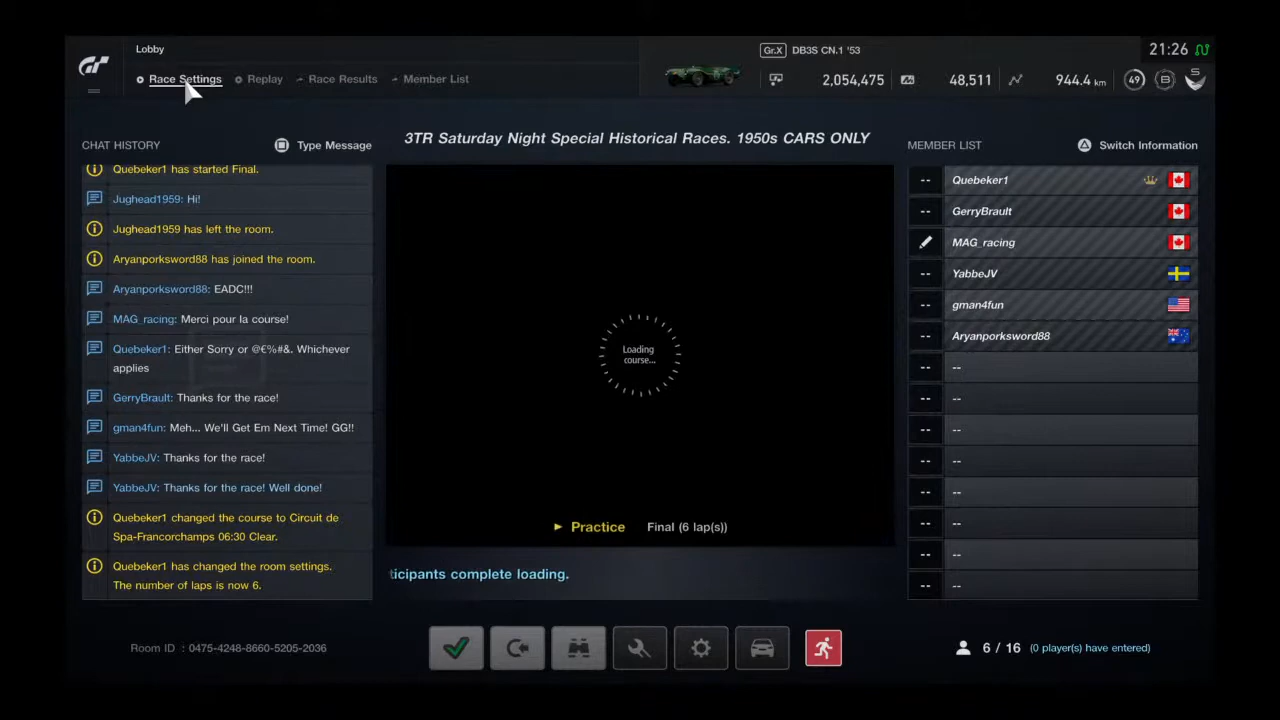 Lobby
Race Settings Replay Race Results Member List
Gr.X DB3S CN.1 '53
21:26
2,054,475 48,511 944.4 km 49 B S
CHAT HISTORY
Type Message
Quebeker1 has started Final.
Jughead1959: Hi!
Jughead1959 has left the room.
Aryanporksword88 has joined the room.
Aryanporksword88: EADC!!!
MAG_racing: Merci pour la course!
Quebeker1: Either Sorry or @€%#&. Whichever
applies
GerryBrault: Thanks for the race!
gman4fun: Meh... We'll Get Em Next Time! GG!!
YabbeJV: Thanks for the race!
YabbeJV: Thanks for the race! Well done!
Quebeker1 changed the course to Circuit de
Spa-Francorchamps 06:30 Clear.
Quebeker1 has changed the room settings.
The number of laps is now 6.
3TR Saturday Night Special Historical Races. 1950s CARS ONLY
Loading
course...
Practice Final (6 lap(s))
ticipants complete loading.
MEMBER LIST
Switch Information
-- Quebeker1
-- GerryBrault
MAG_racing
-- YabbeJV
-- gman4fun
-- Aryanporksword88
-- --
-- --
-- --
-- --
-- --
-- --
-- --
-- --
Room ID : 0475-4248-8660-5205-2036
6 / 16 (0 player(s) have entered)